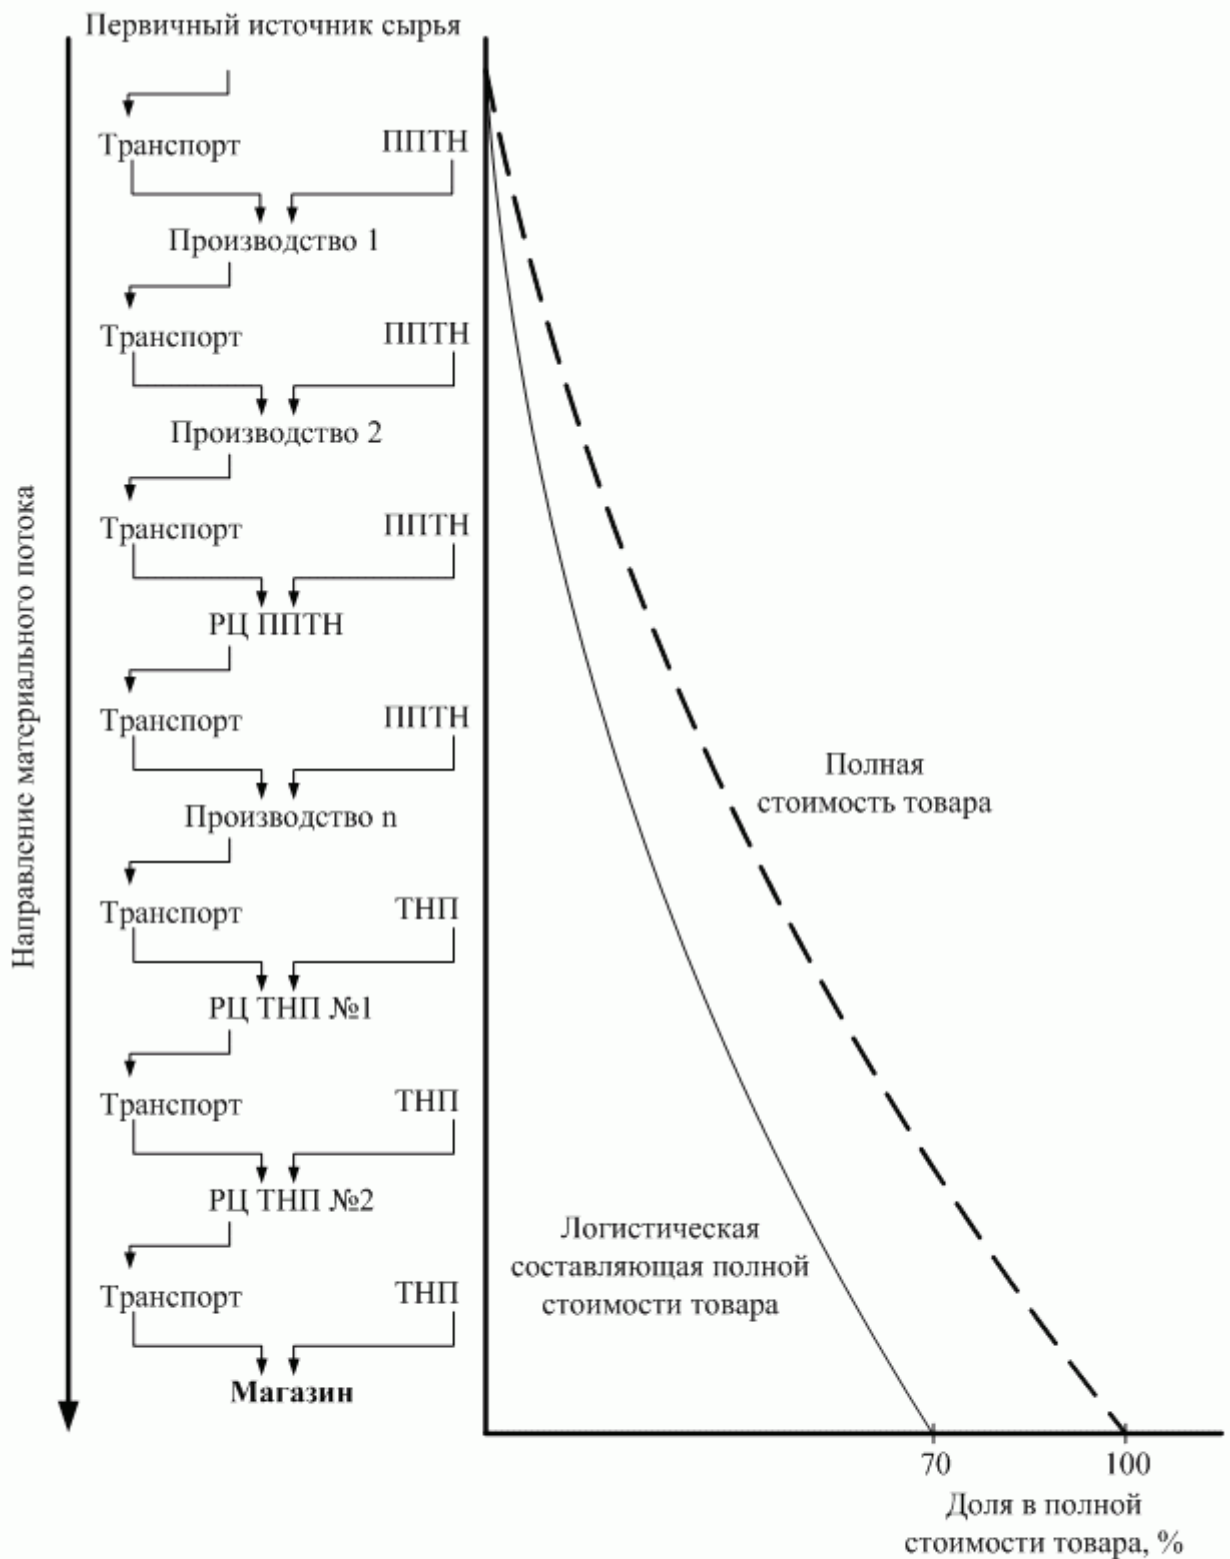 Первичный источник сырья
Транспорт ППТН
Производство 1
Транспорт ППТН
Производство 2
Транспорт ППТН
РЦ ППТН
Транспорт ППТН
Производство n
Транспорт ТНП
РЦ ТНП №1
Транспорт ТНП
РЦ ТНП №2
Транспорт ТНП
Магазин
Направление материального потока
Полная
стоимость товара
Логистическая
составляющая полной
стоимости товара
70 100
Доля в полной
стоимости товара, %